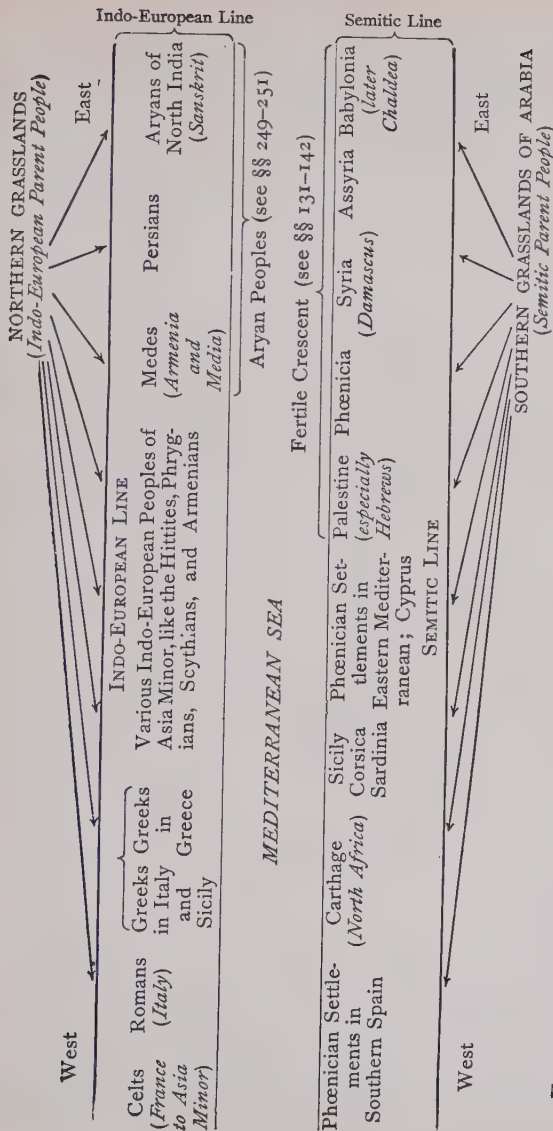 NORTHERN GRASSLANDS
(Indo-European Parent People)
West
East
Indo-European Line
Celts
(France
to Asia
Minor)
Romans
(Italy)
Greeks
in Italy
and
Sicily
Greeks
in
Greece
INDO-EUROPEAN LINE
Various Indo-European Peoples of
Asia Minor, like the Hittites, Phryg-
ians, Scythians, and Armenians
Medes
(Armenia
and
Media)
Persians
Aryans of
North India
(Sanskrit)
Aryan Peoples (see §§ 249–251)
MEDITERRANEAN SEA
Fertile Crescent (see §§ 131–142)
Semitic Line
Phœnician Settle-
ments in
Southern Spain
Carthage
(North Africa)
Sicily
Corsica
Sardinia
Phœnician Set-
tlements in
Eastern Mediter-
ranean; Cyprus
Palestine
(especially
Hebrews)
Phœnicia
Syria
(Damascus)
Assyria
Babylonia
(later
Chaldea)
SEMITIC LINE
West
East
SOUTHERN GRASSLANDS OF ARABIA
(Semitic Parent People)